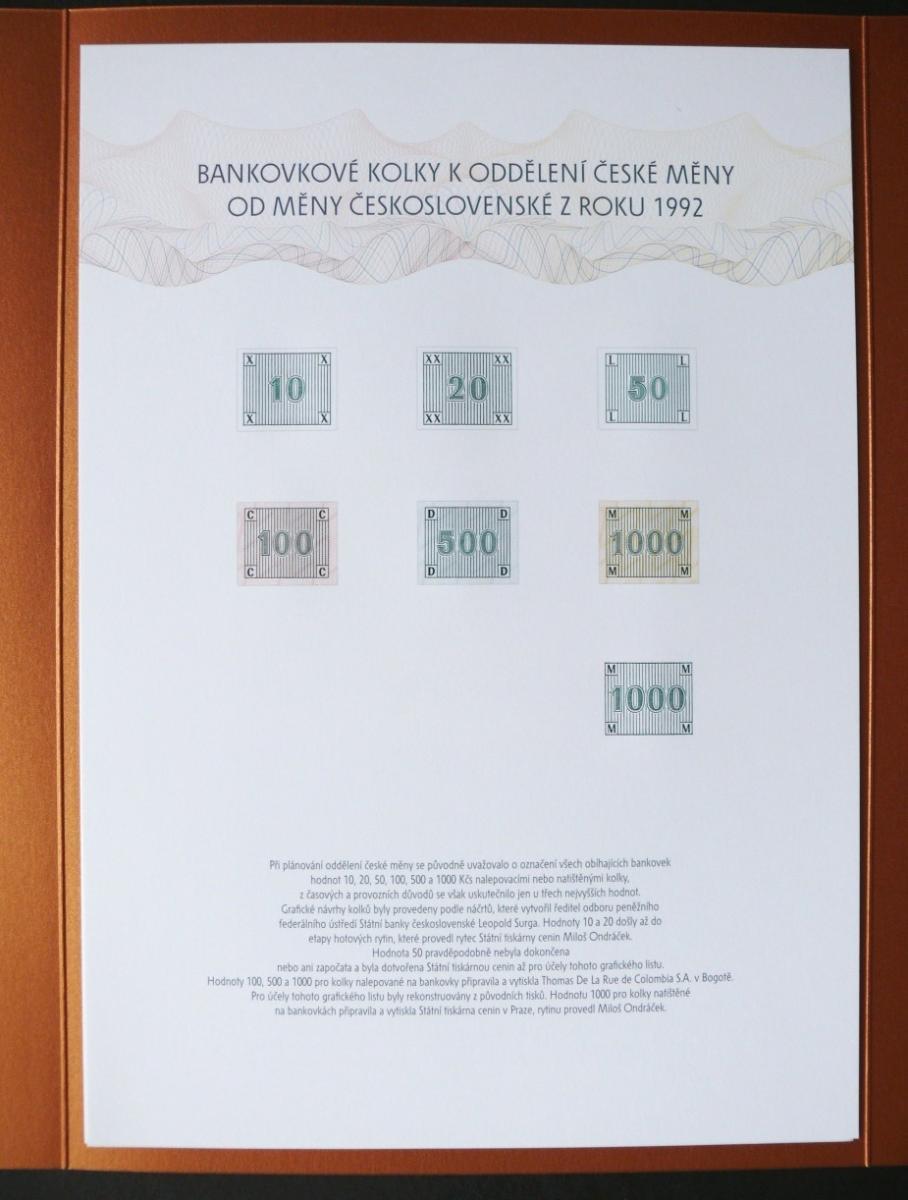 BANKOVKOVÉ KOLKY K ODDĚLENÍ ČESKÉ MĚNY
OD MĚNY ČESKOSLOVENSKÉ Z ROKU 1992
X X
10
X X
XX XX
20
XX XX
L L
50
L L
C C
100
C C
D D
500
D D
M M
1000
M M
M M
1000
M M
Při plánování oddělení české měny se původně uvažovalo o označení všech obíhajících bankovek
hodnot 10, 20, 50, 100, 500 a 1000 Kčs nalepovacími nebo natištěnými kolky,
z časových a provozních důvodů se však uskutečnilo jen u třech nejvyšších hodnot.
Grafické návrhy kolků byly provedeny podle náčrtů, které vytvořil ředitel odboru peněžního
federálního ústředí Státní banky československé Leopold Surga. Hodnoty 10 a 20 došly až do
etapy hotových rytin, které provedl rytec Státní tiskárny cenin Miloš Ondráček.
Hodnota 50 pravděpodobně nebyla dokončena
nebo ani započata a byla dotvořena Státní tiskárnou cenin až pro účely tohoto grafického listu.
Hodnoty 100, 500 a 1000 pro kolky nalepované na bankovky připravila a vytiskla Thomas De La Rue de Colombia S.A. v Bogotě.
Pro účely tohoto grafického listu byly rekonstruovány z původních tisků. Hodnotu 1000 pro kolky natištěné
na bankovkách připravila a vytiskla Státní tiskárna cenin v Praze, rytinu provedl Miloš Ondráček.